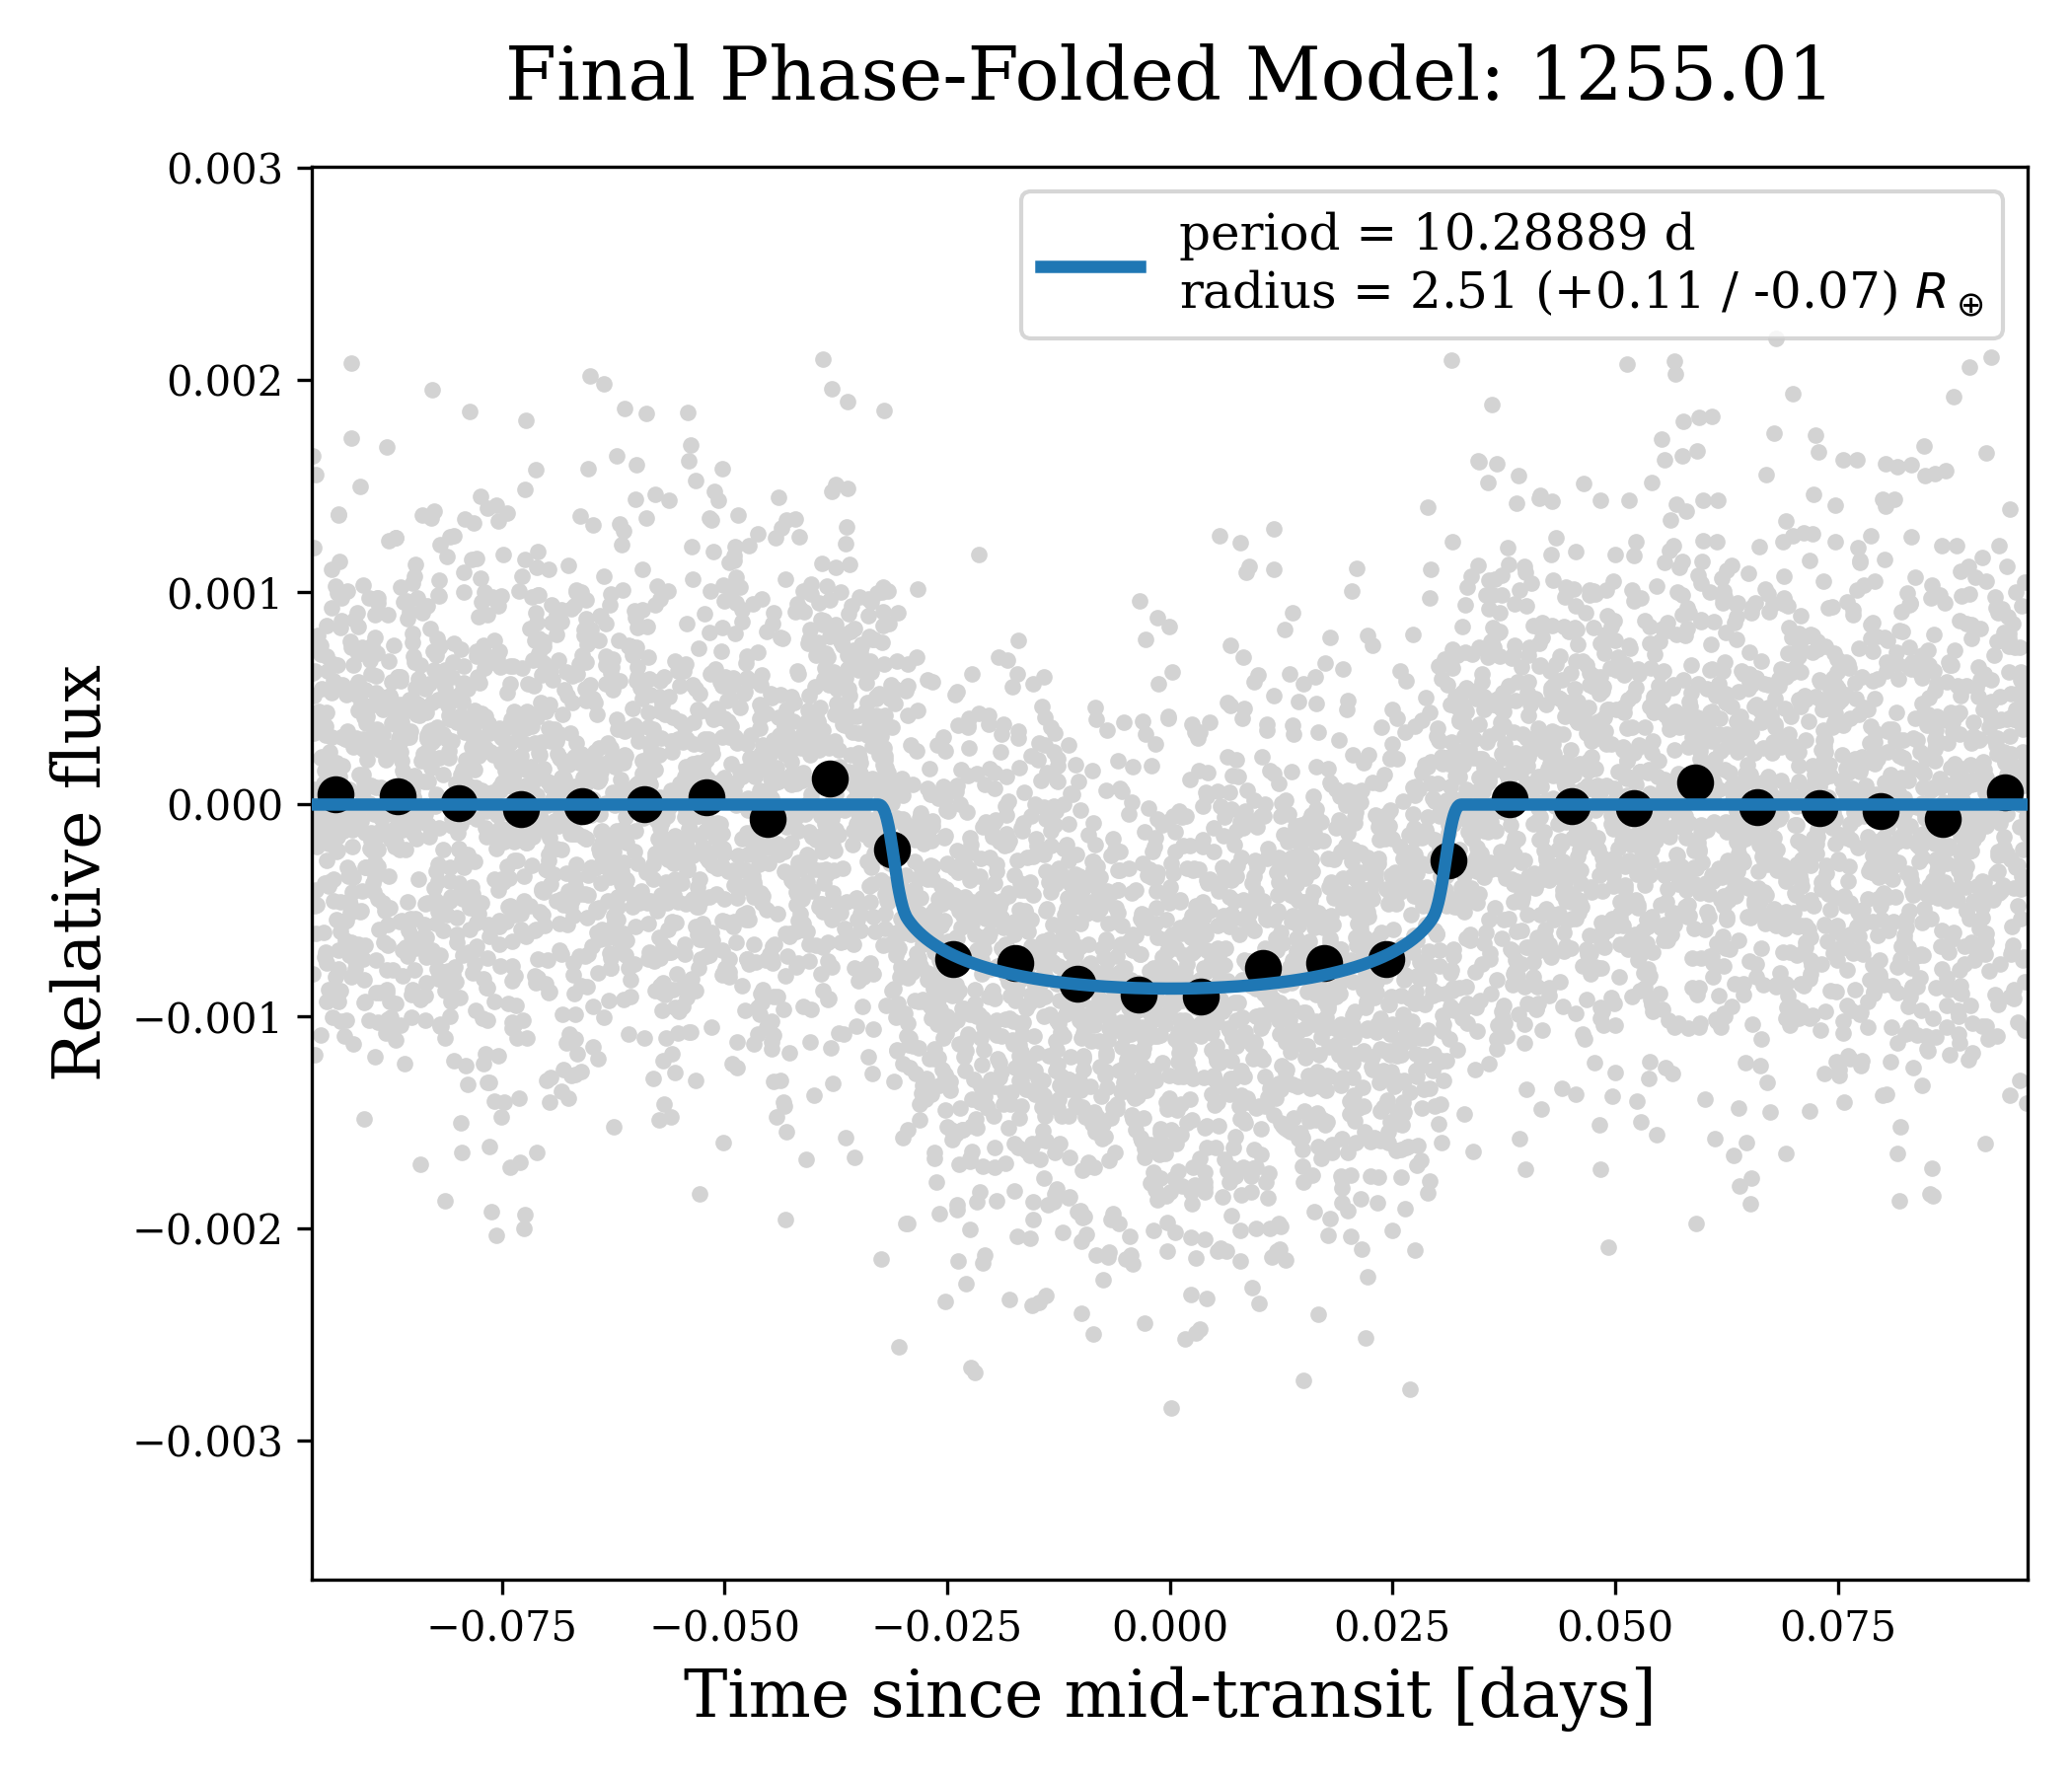 Final Phase-Folded Model: 1255.01
period = 10.28889 d
radius = 2.51 (+0.11 / -0.07) R⊕
0.003
0.002
0.001
0.000
−0.001
−0.002
−0.003
Relative flux
−0.075
−0.050
−0.025
0.000
0.025
0.050
0.075
Time since mid-transit [days]